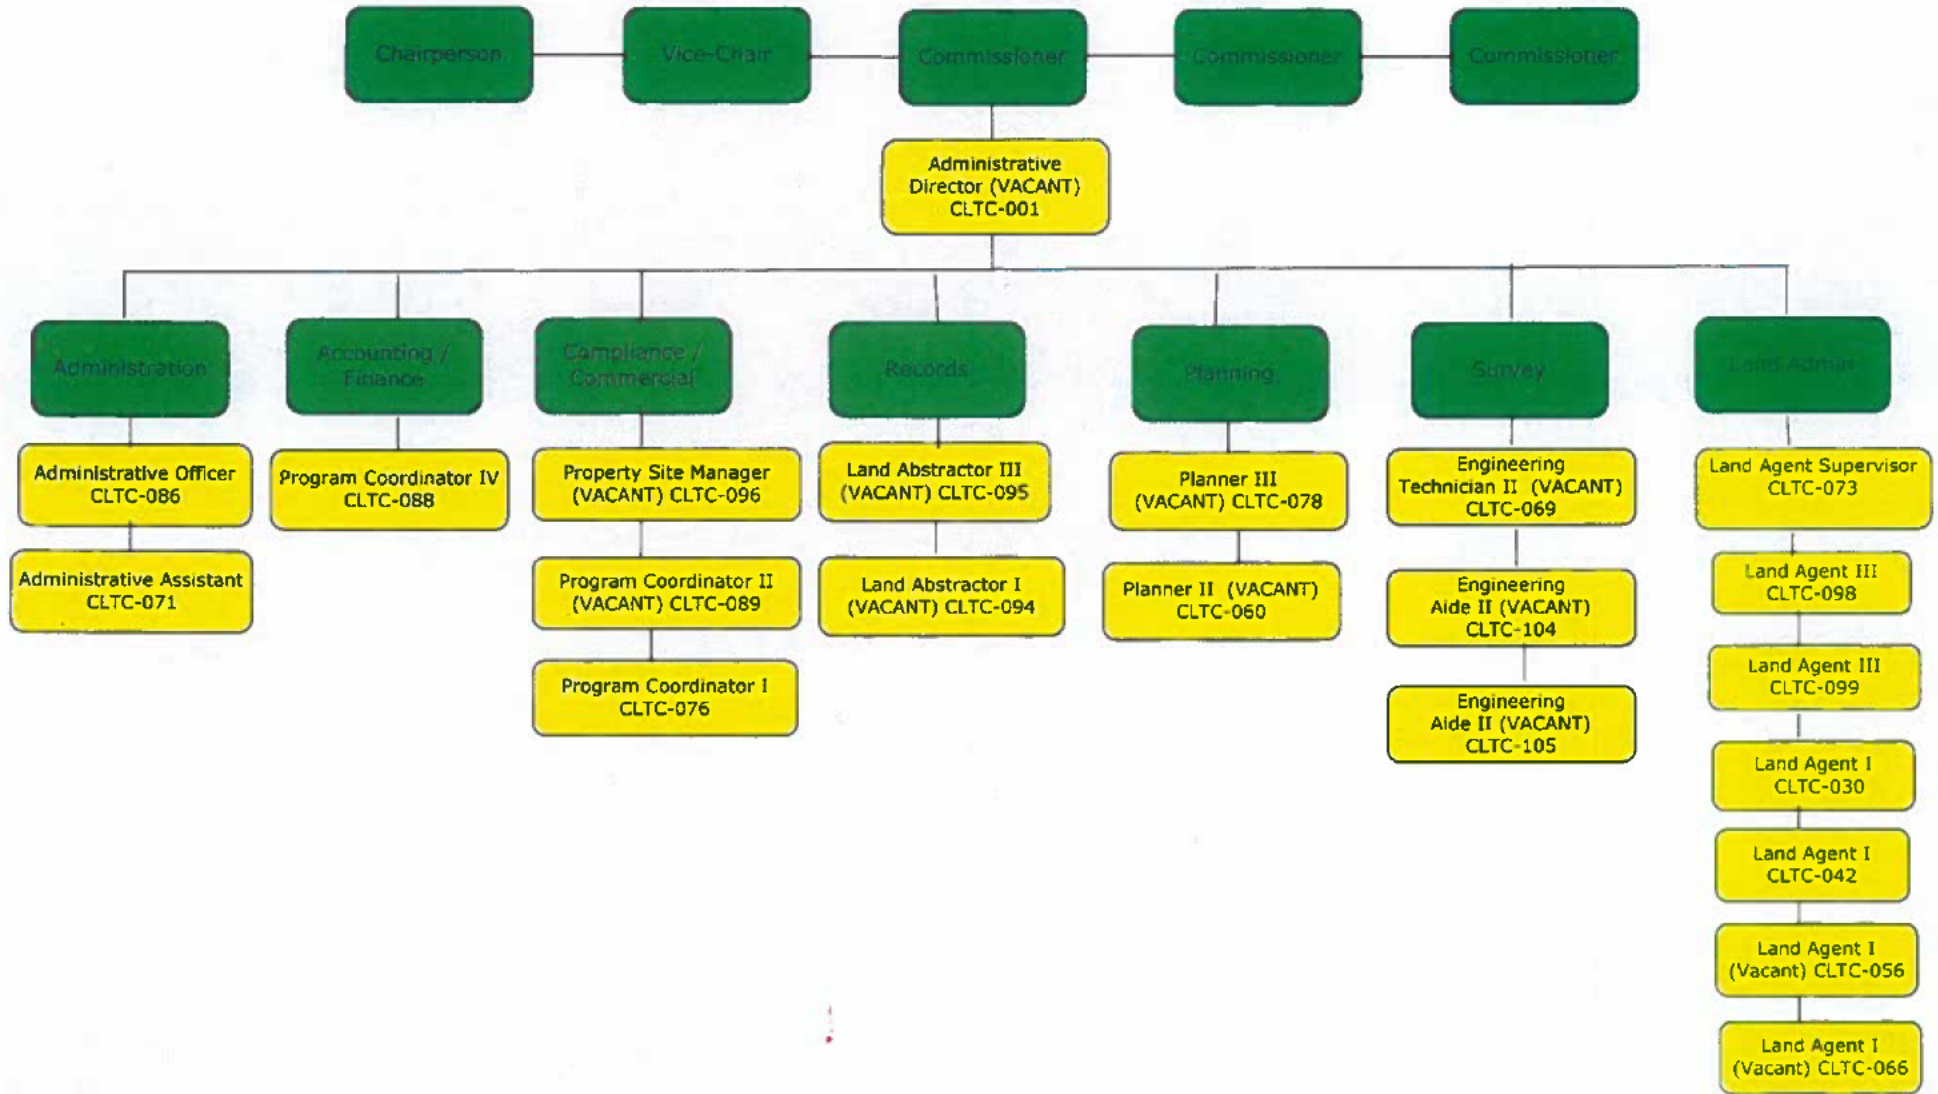 Chairperson
Vice-Chair
Commissioner
Commissioner
Commissioner
Administrative
Director (VACANT)
CLTC-001
Administration
Administrative Officer
CLTC-086
Administrative Assistant
CLTC-071
Accounting /
Finance
Program Coordinator IV
CLTC-088
Compliance /
Commercial
Property Site Manager
(VACANT) CLTC-096
Program Coordinator II
(VACANT) CLTC-089
Program Coordinator I
CLTC-076
Records
Land Abstractor III
(VACANT) CLTC-095
Land Abstractor I
(VACANT) CLTC-094
Planning
Planner III
(VACANT) CLTC-078
Planner II (VACANT)
CLTC-060
Survey
Engineering
Technician II (VACANT)
CLTC-069
Engineering
Aide II (VACANT)
CLTC-104
Engineering
Aide II (VACANT)
CLTC-105
Land Admin
Land Agent Supervisor
CLTC-073
Land Agent III
CLTC-098
Land Agent III
CLTC-099
Land Agent I
CLTC-030
Land Agent I
CLTC-042
Land Agent I
(Vacant) CLTC-056
Land Agent I
(Vacant) CLTC-066